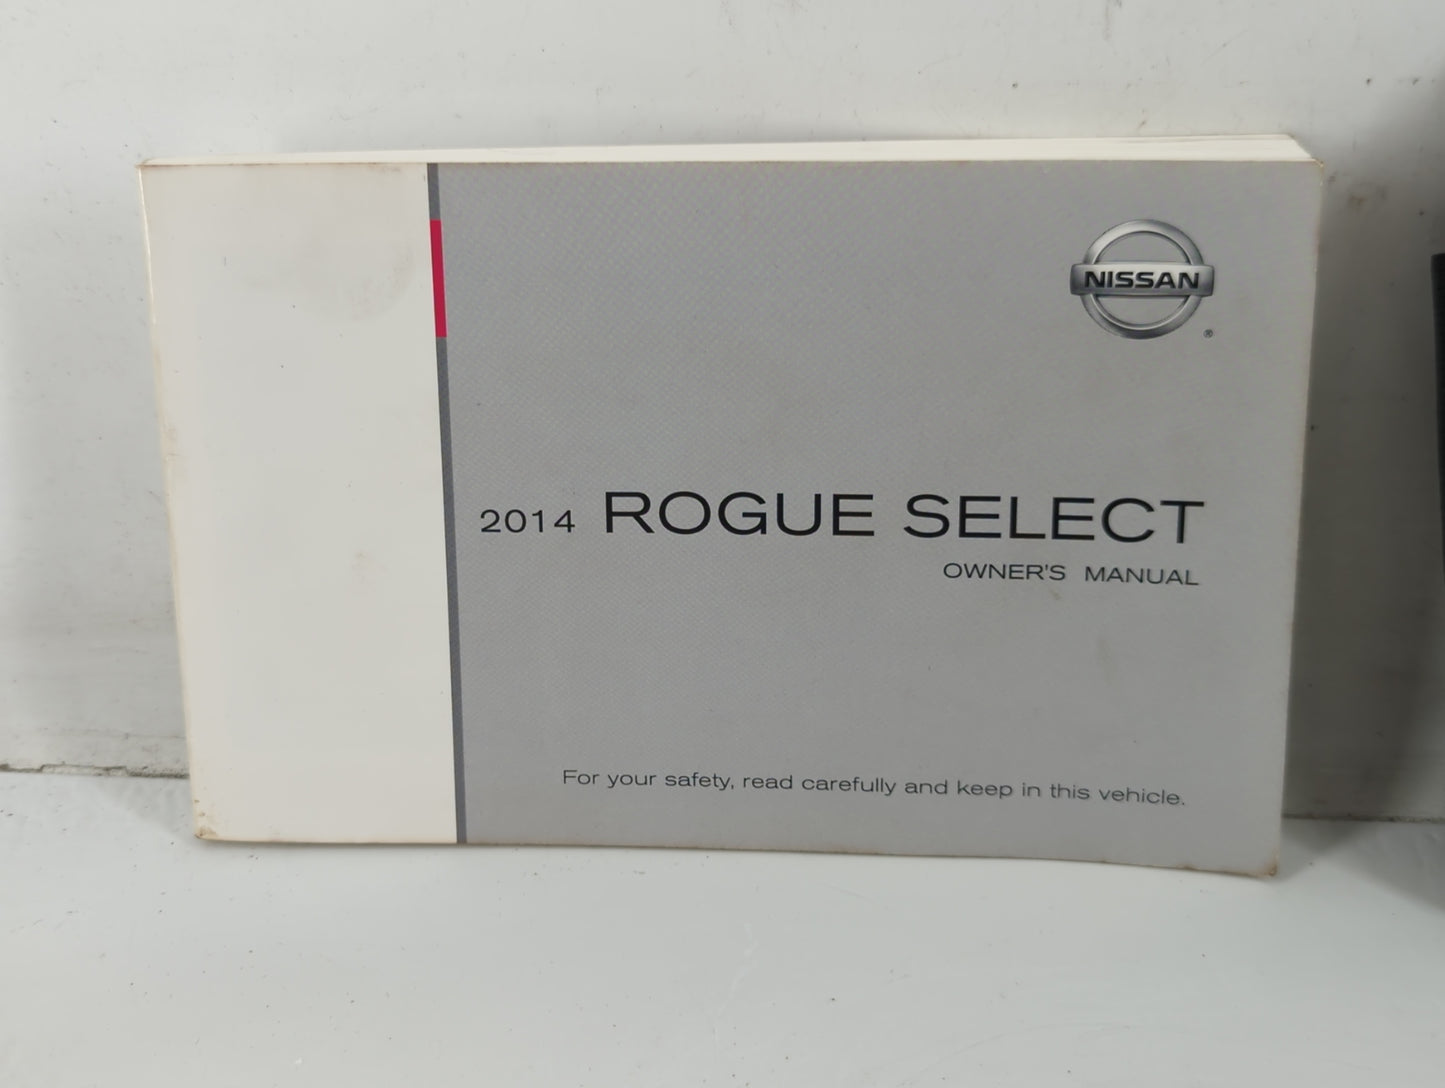 NISSAN
®
2014 ROGUE SELECT
OWNER'S MANUAL
For your safety, read carefully and keep in this vehicle.